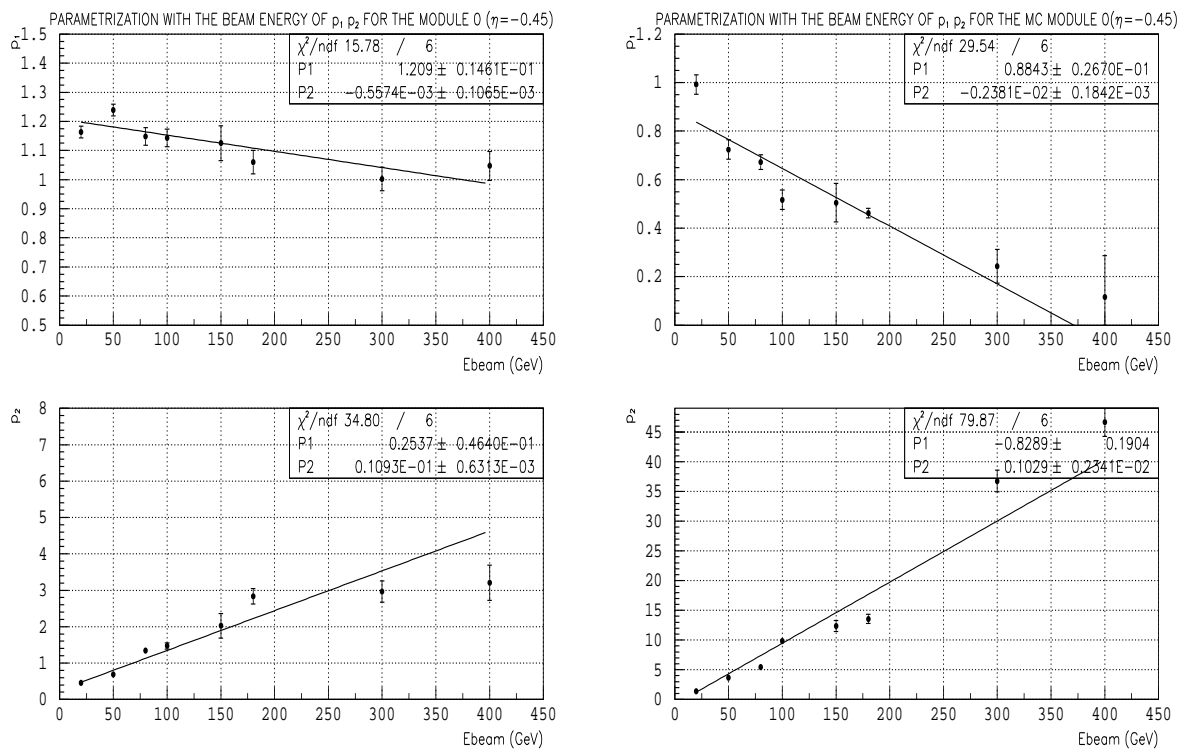 PARAMETRIZATION WITH THE BEAM ENERGY OF p₁ p₂ FOR THE MODULE 0 (η=−0.45)
p₁
1.5
1.4
1.3
1.2
1.1
1
0.9
0.8
0.7
0.6
0.5
χ²/ndf 15.78 / 6
P1 1.209 ± 0.1461E−01
P2 −0.5574E−03 ± 0.1065E−03
0 50 100 150 200 250 300 350 400 450
Ebeam (GeV)
PARAMETRIZATION WITH THE BEAM ENERGY OF p₁ p₂ FOR THE MC MODULE 0(η=−0.45)
p₁
1.2
1
0.8
0.6
0.4
0.2
0
χ²/ndf 29.54 / 6
P1 0.8843 ± 0.2670E−01
P2 −0.2381E−02 ± 0.1842E−03
0 50 100 150 200 250 300 350 400 450
Ebeam (GeV)
p₂
8
7
6
5
4
3
2
1
0
χ²/ndf 34.80 / 6
P1 0.2537 ± 0.4640E−01
P2 0.1093E−01 ± 0.6313E−03
0 50 100 150 200 250 300 350 400 450
Ebeam (GeV)
p₂
45
40
35
30
25
20
15
10
5
0
χ²/ndf 79.87 / 6
P1 −0.8289 ± 0.1904
P2 0.1029 ± 0.2341E−02
0 50 100 150 200 250 300 350 400 450
Ebeam (GeV)